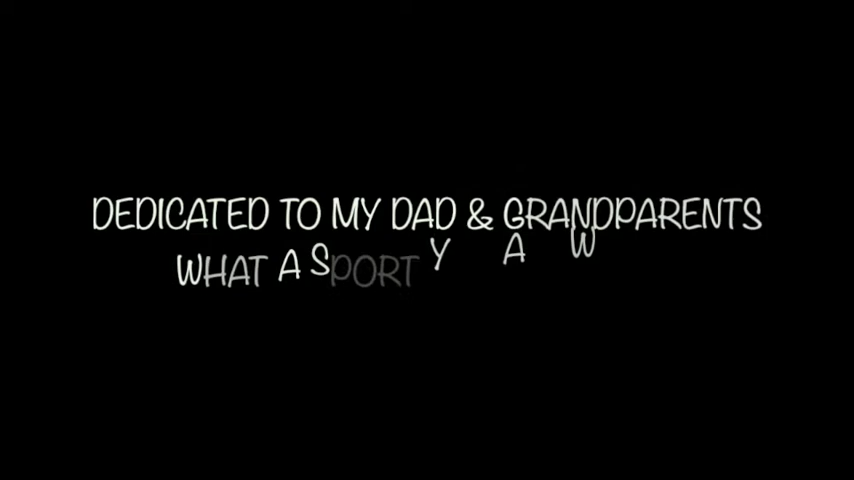 DEDICATED TO MY DAD & GRANDPARENTS
WHAT A SPORT Y A W